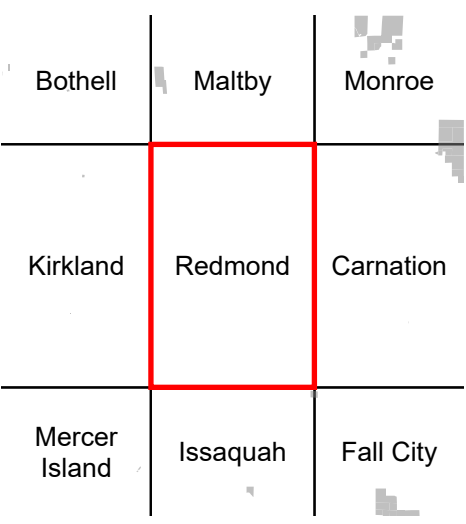 Bothell
Maltby
Monroe
Kirkland
Redmond
Carnation
Mercer
Island
Issaquah
Fall City